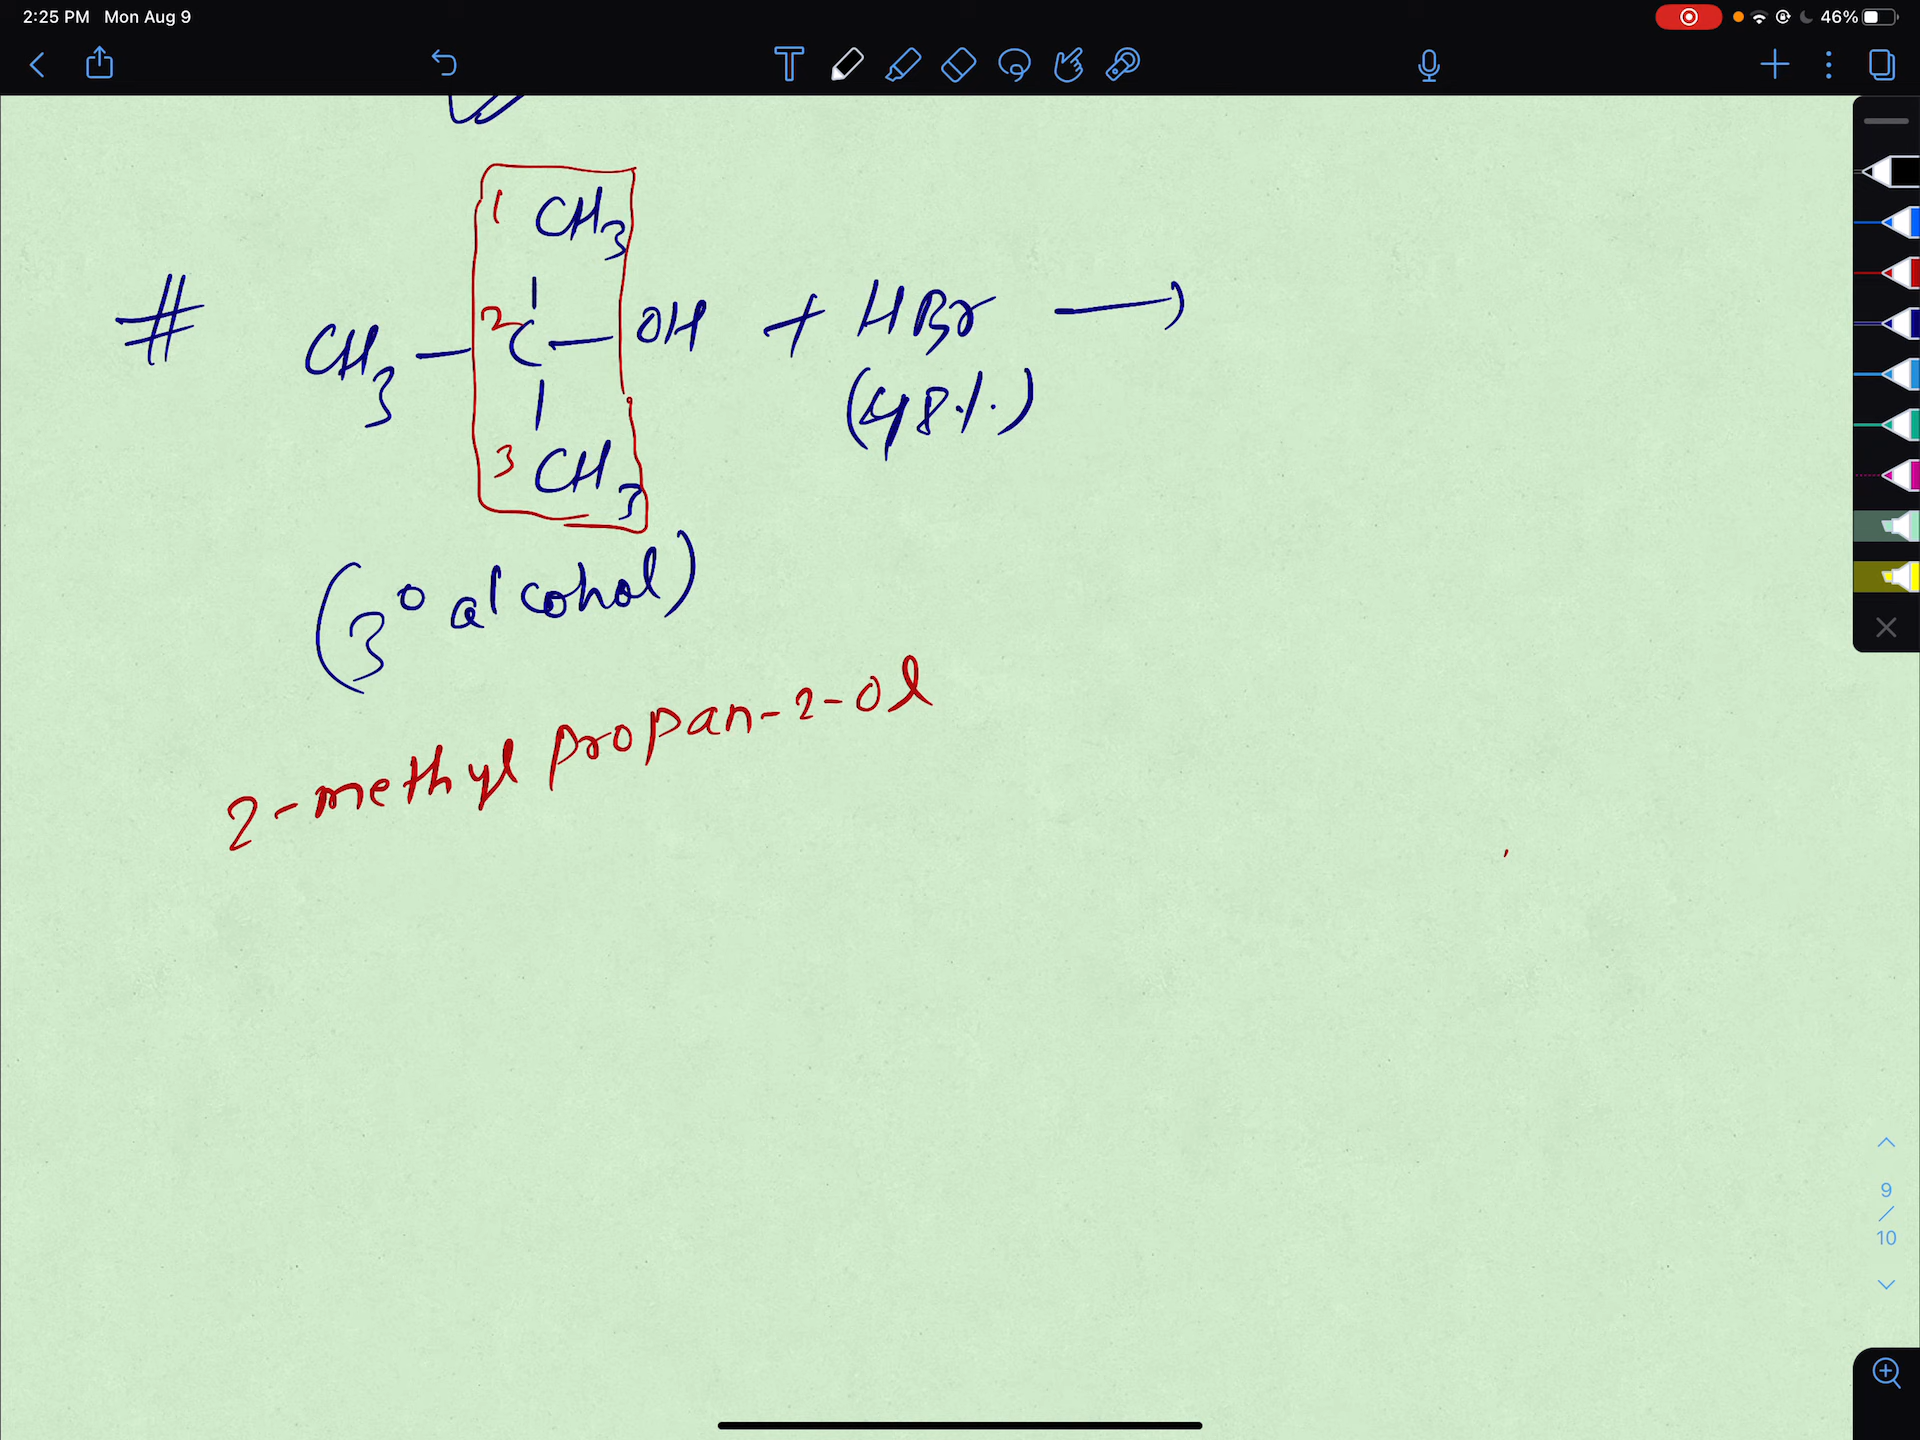 2:25 PM Mon Aug 9
46%
1 CH3
# CH3 - 2 C - OH + HBr ⟶
(48%)
3 CH3
(3° alcohol)
2-methyl propan-2-ol
9
/
10